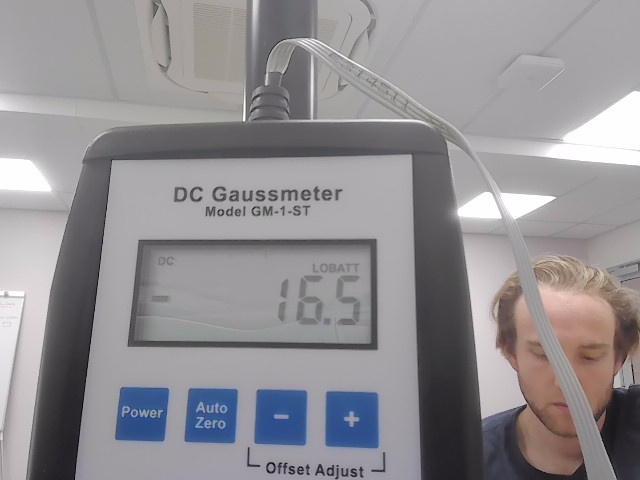 DC Gaussmeter
Model GM-1-ST
DC
LOBATT
- 16.5
Power
Auto
Zero
-
+
Offset Adjust